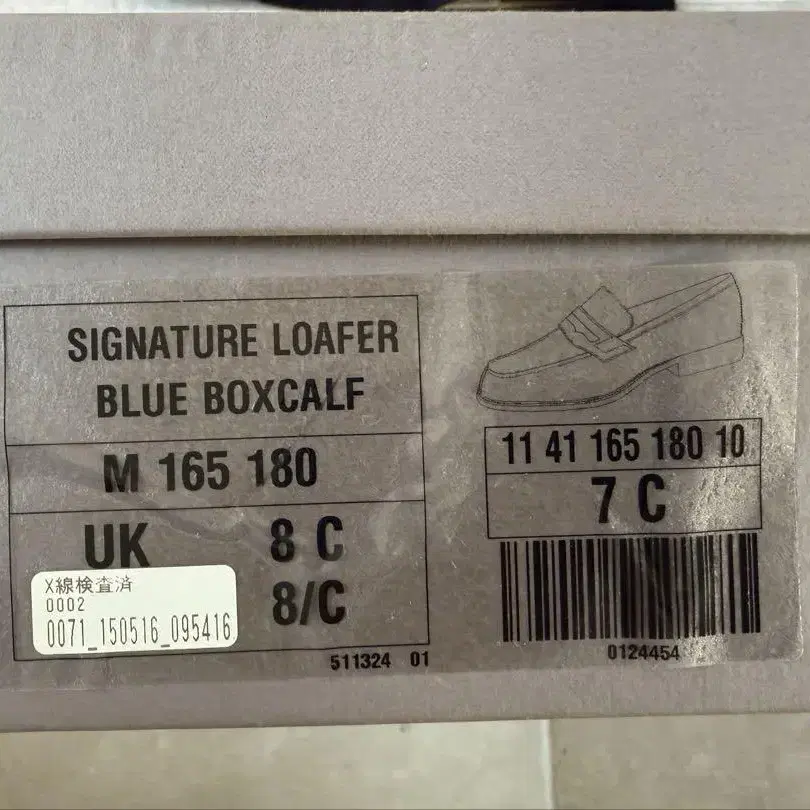 SIGNATURE LOAFER
BLUE BOXCALF
M 165 180
UK 8 C
8/C
X線検査済
0002
0071_150516_095416
511324 01
11 41 165 180 10
7 C
0124454